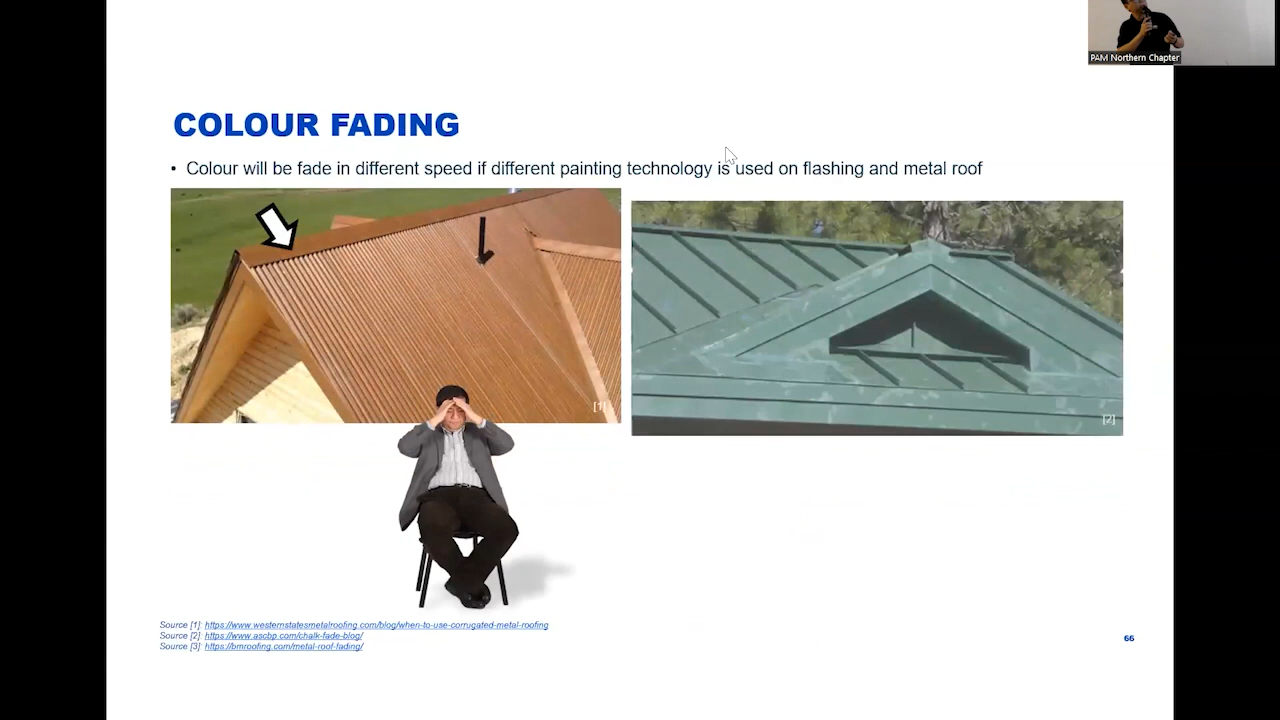 PAM Northern Chapter
COLOUR FADING
• Colour will be fade in different speed if different painting technology is used on flashing and metal roof
[1]
[2]
Source [1]: https://www.westernstatesmetalroofing.com/blog/when-to-use-corrugated-metal-roofing
Source [2]: https://www.ascbp.com/chalk-fade-blog/
Source [3]: https://bmroofing.com/metal-roof-fading/
66